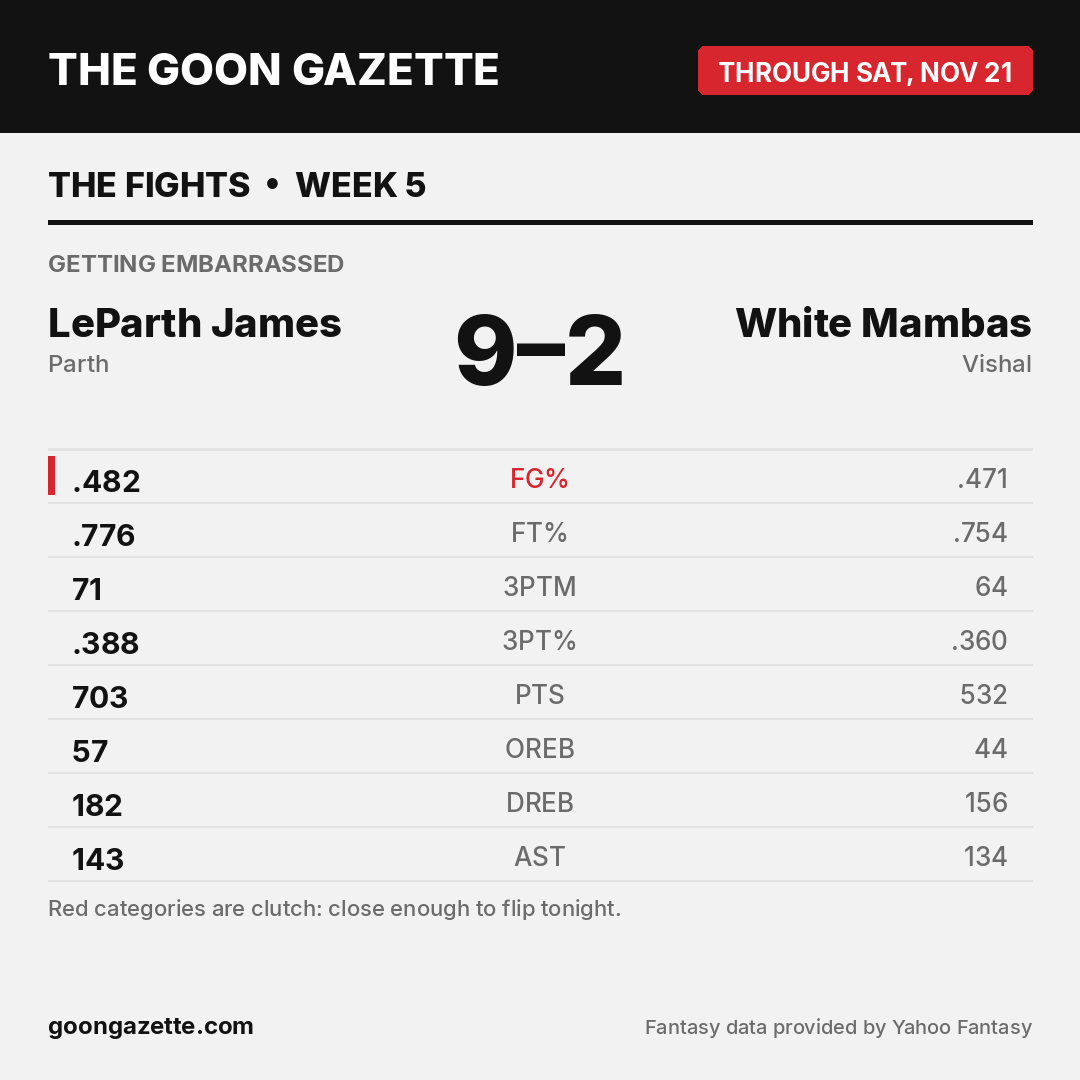 THE GOON GAZETTE
THROUGH SAT, NOV 21
THE FIGHTS • WEEK 5
GETTING EMBARRASSED
LeParth James 9–2 White Mambas
Parth Vishal
.482 FG% .471
.776 FT% .754
71 3PTM 64
.388 3PT% .360
703 PTS 532
57 OREB 44
182 DREB 156
143 AST 134
Red categories are clutch: close enough to flip tonight.
goongazette.com
Fantasy data provided by Yahoo Fantasy